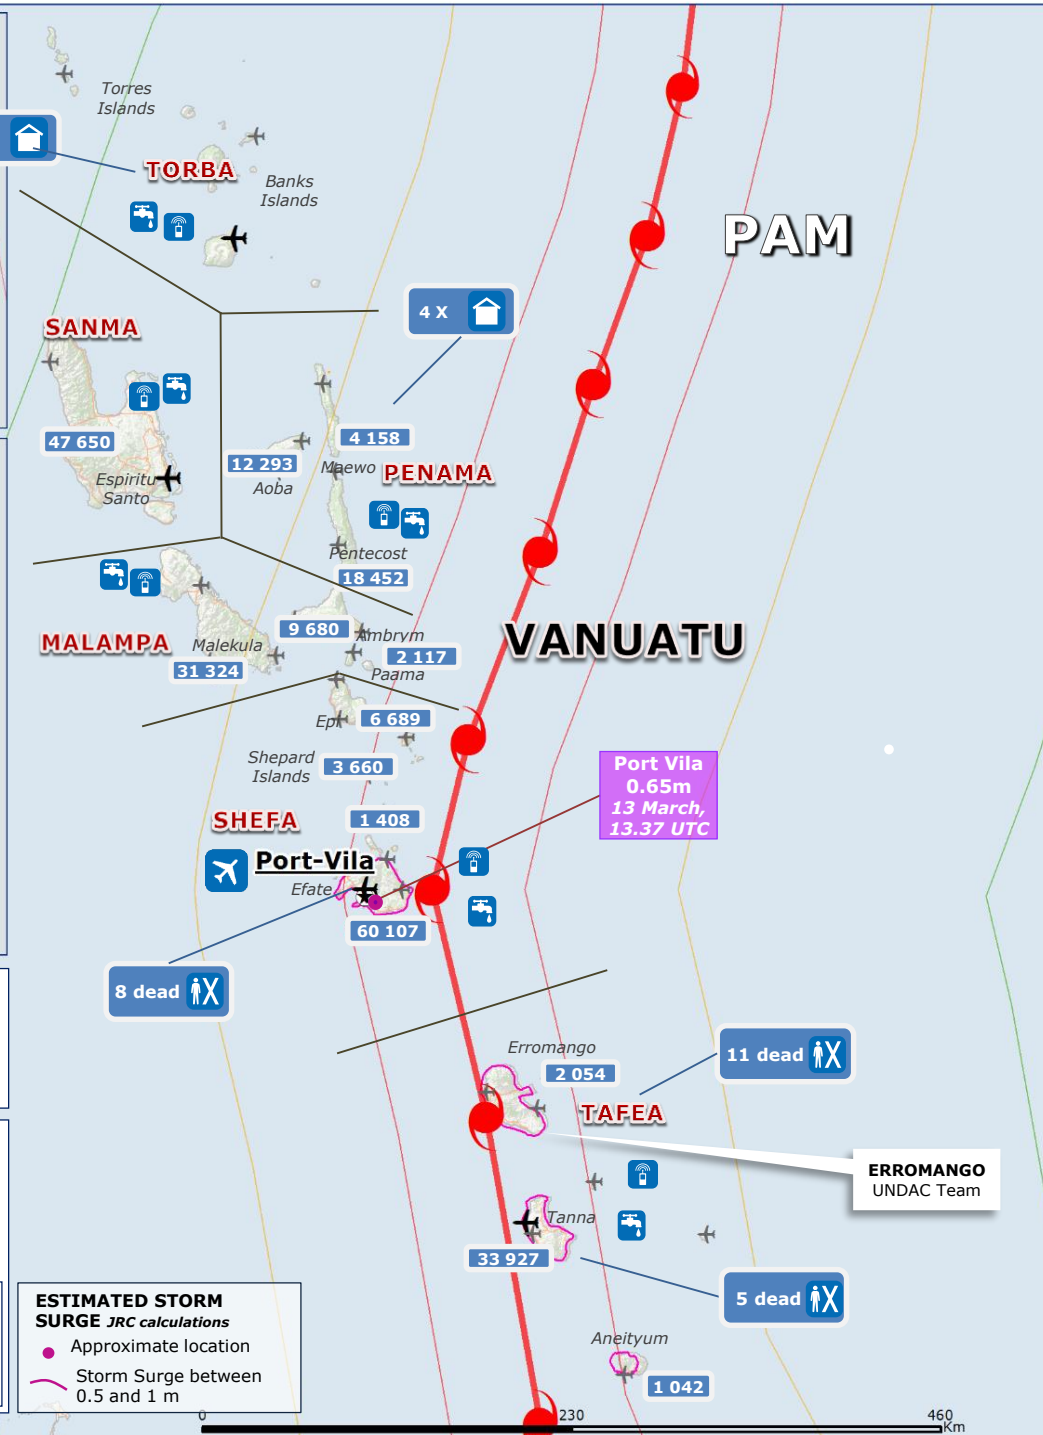 Torres
Islands
TORBA
Banks
Islands
PAM
4 X
SANMA
47 650
4 158
12 293
Maewo
PENAMA
Espiritu
Santo
Aoba
Pentecost
18 452
9 680
Ambrym
VANUATU
MALAMPA
Malekula
2 117
31 324
Paama
Epi
6 689
Shepard
Islands
3 660
Port Vila
0.65m
13 March,
13.37 UTC
SHEFA
1 408
Port-Vila
Efate
60 107
8 dead
Erromango
11 dead
2 054
TAFEA
ERROMANGO
UNDAC Team
Tanna
33 927
5 dead
ESTIMATED STORM
SURGE JRC calculations
Approximate location
Storm Surge between
0.5 and 1 m
Aneityum
1 042
0 230 460
Km